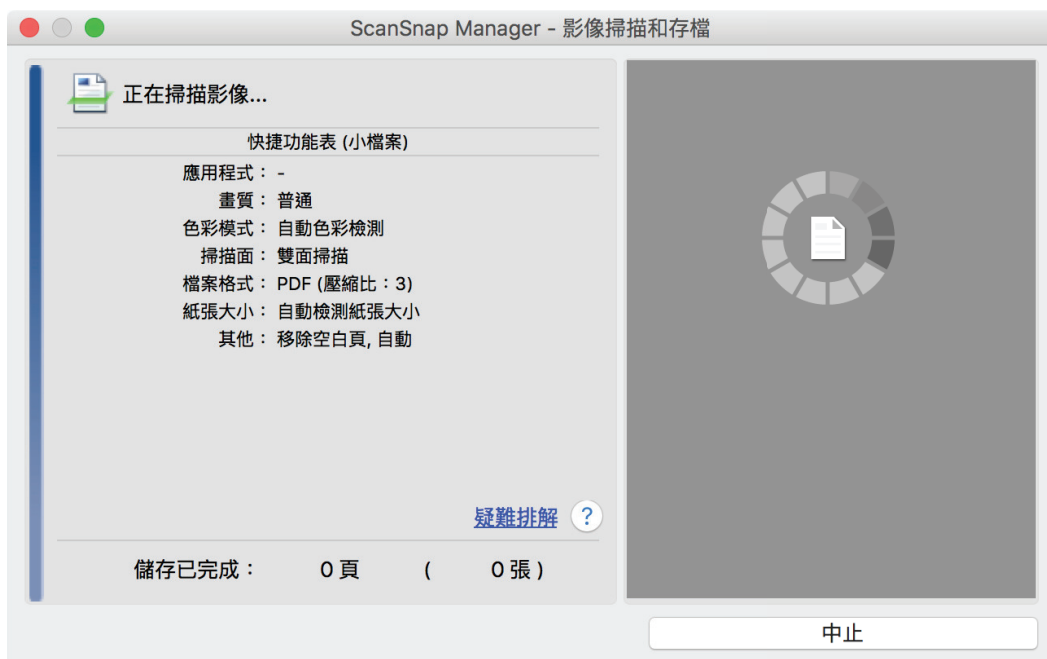 ScanSnap Manager - 影像掃描和存檔
正在掃描影像...
快捷功能表 (小檔案)
應用程式： -
畫質： 普通
色彩模式： 自動色彩檢測
掃描面： 雙面掃描
檔案格式： PDF (壓縮比：3)
紙張大小： 自動檢測紙張大小
其他： 移除空白頁, 自動
疑難排解 ?
儲存已完成： 0 頁 ( 0 張 )
中止